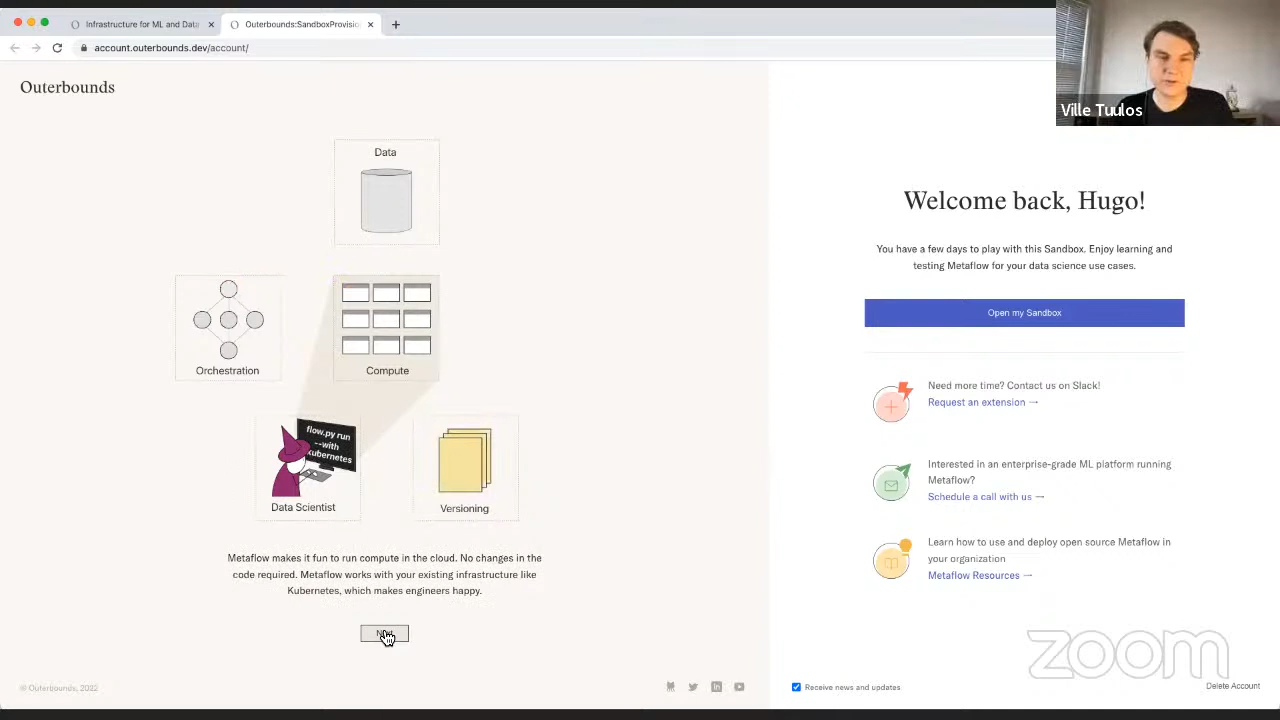 Infrastructure for ML and Data
Outerbounds:SandboxProvisio
account.outerbounds.dev/account/
Ville Tuulos
Outerbounds
Data
Orchestration
Compute
flow.py run
--with
kubernetes
Data Scientist
Versioning
Metaflow makes it fun to run compute in the cloud. No changes in the
code required. Metaflow works with your existing infrastructure like
Kubernetes, which makes engineers happy.
© Outerbounds, 2022
Welcome back, Hugo!
You have a few days to play with this Sandbox. Enjoy learning and
testing Metaflow for your data science use cases.
Open my Sandbox
Need more time? Contact us on Slack!
Request an extension →
Interested in an enterprise-grade ML platform running
Metaflow?
Schedule a call with us →
Learn how to use and deploy open source Metaflow in
your organization
Metaflow Resources →
zoom
Receive news and updates
Delete Account